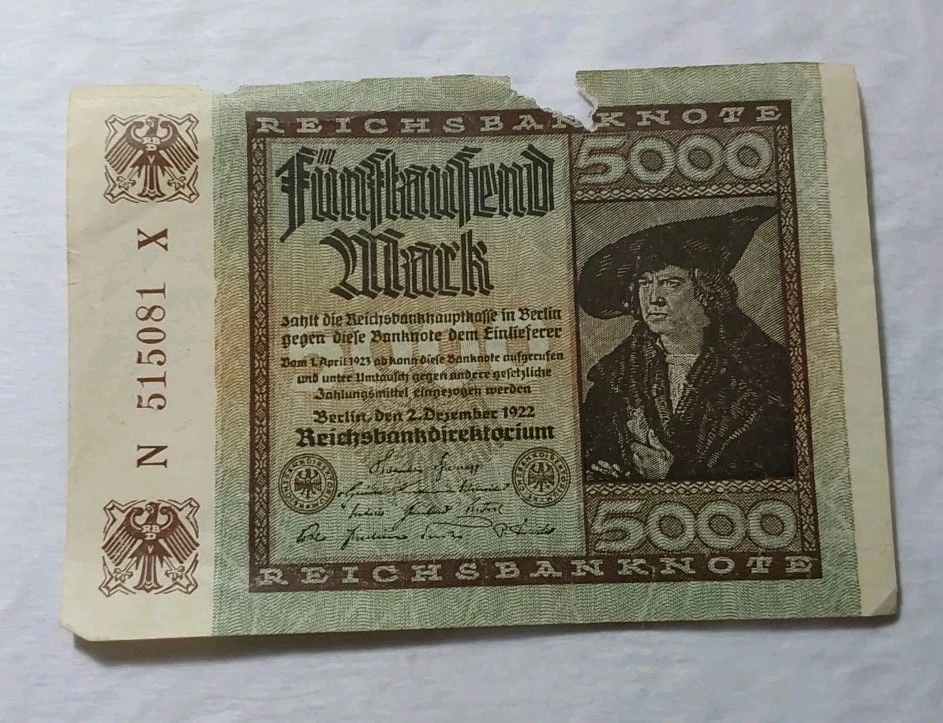 REICHSBANKNOTE
5000
Fünftausend
Mark
zahlt die Reichsbankhauptkasse in Berlin
gegen diese Banknote dem Einlieferer
Vom 1. April 1923 ab kann diese Banknote aufgerufen
und unter Umtausch gegen andere gesetzliche
Zahlungsmittel eingezogen werden
Berlin, den 2. Dezember 1922
Reichsbankdirektorium
5000
REICHSBANKNOTE
N 515081 X